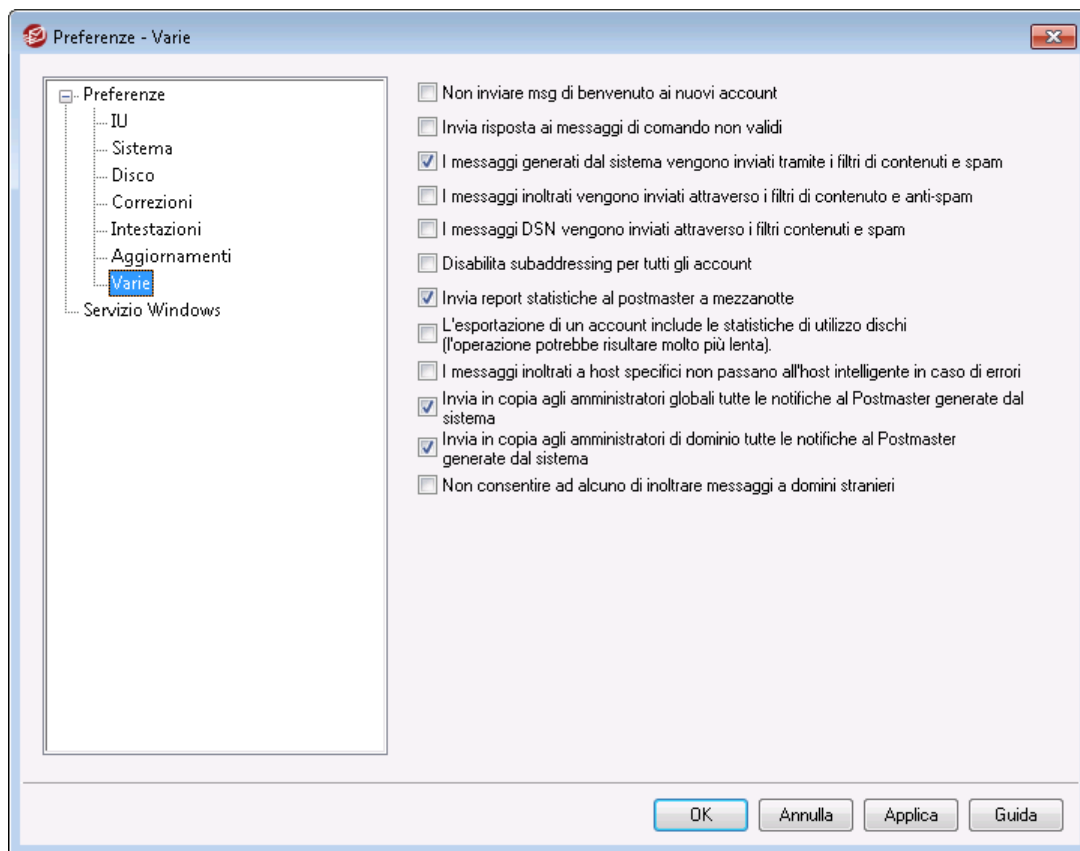 Preferenze - Varie
Preferenze
IU
Sistema
Disco
Correzioni
Intestazioni
Aggiornamenti
Varie
Servizio Windows
Non inviare msg di benvenuto ai nuovi account
Invia risposta ai messaggi di comando non validi
I messaggi generati dal sistema vengono inviati tramite i filtri di contenuti e spam
I messaggi inoltrati vengono inviati attraverso i filtri di contenuto e anti-spam
I messaggi DSN vengono inviati attraverso i filtri contenuti e spam
Disabilita subaddressing per tutti gli account
Invia report statistiche al postmaster a mezzanotte
L'esportazione di un account include le statistiche di utilizzo dischi
(l'operazione potrebbe risultare molto più lenta).
I messaggi inoltrati a host specifici non passano all'host intelligente in caso di errori
Invia in copia agli amministratori globali tutte le notifiche al Postmaster generate dal
sistema
Invia in copia agli amministratori di dominio tutte le notifiche al Postmaster
generate dal sistema
Non consentire ad alcuno di inoltrare messaggi a domini stranieri
OK
Annulla
Applica
Guida